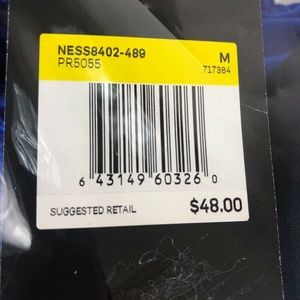 NESS8402-489 M
PR5055 717384
6 43149 60326 0
SUGGESTED RETAIL $48.00